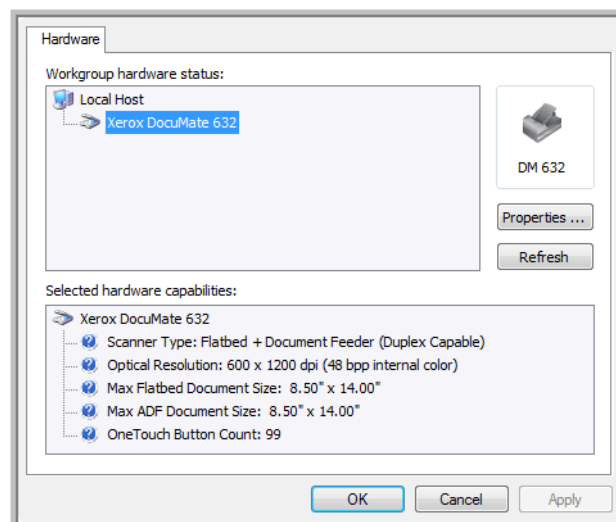 Hardware
Workgroup hardware status:
Local Host
Xerox DocuMate 632
DM 632
Properties ...
Refresh
Selected hardware capabilities:
Xerox DocuMate 632
Scanner Type: Flatbed + Document Feeder (Duplex Capable)
Optical Resolution: 600 x 1200 dpi (48 bpp internal color)
Max Flatbed Document Size: 8.50" x 14.00"
Max ADF Document Size: 8.50" x 14.00"
OneTouch Button Count: 99
OK Cancel Apply